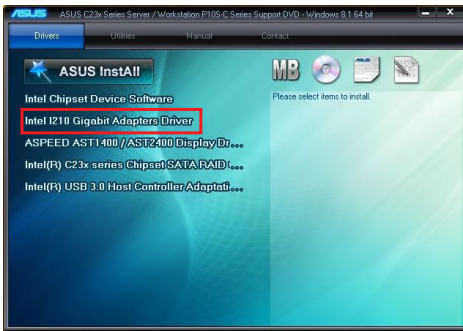 ASUS ASUS C23x Series Server / Workstation P10S-C Series Support DVD - Windows 8.1 64 bit
Drivers Utilities Manual Contact
ASUS InstAll
Intel Chipset Device Software
Intel I210 Gigabit Adapters Driver
ASPEED AST1400 / AST2400 Display Dr...
Intel(R) C23x series Chipset SATA RAID (...
Intel(R) USB 3.0 Host Controller Adaptati...
MB
Please select items to install.